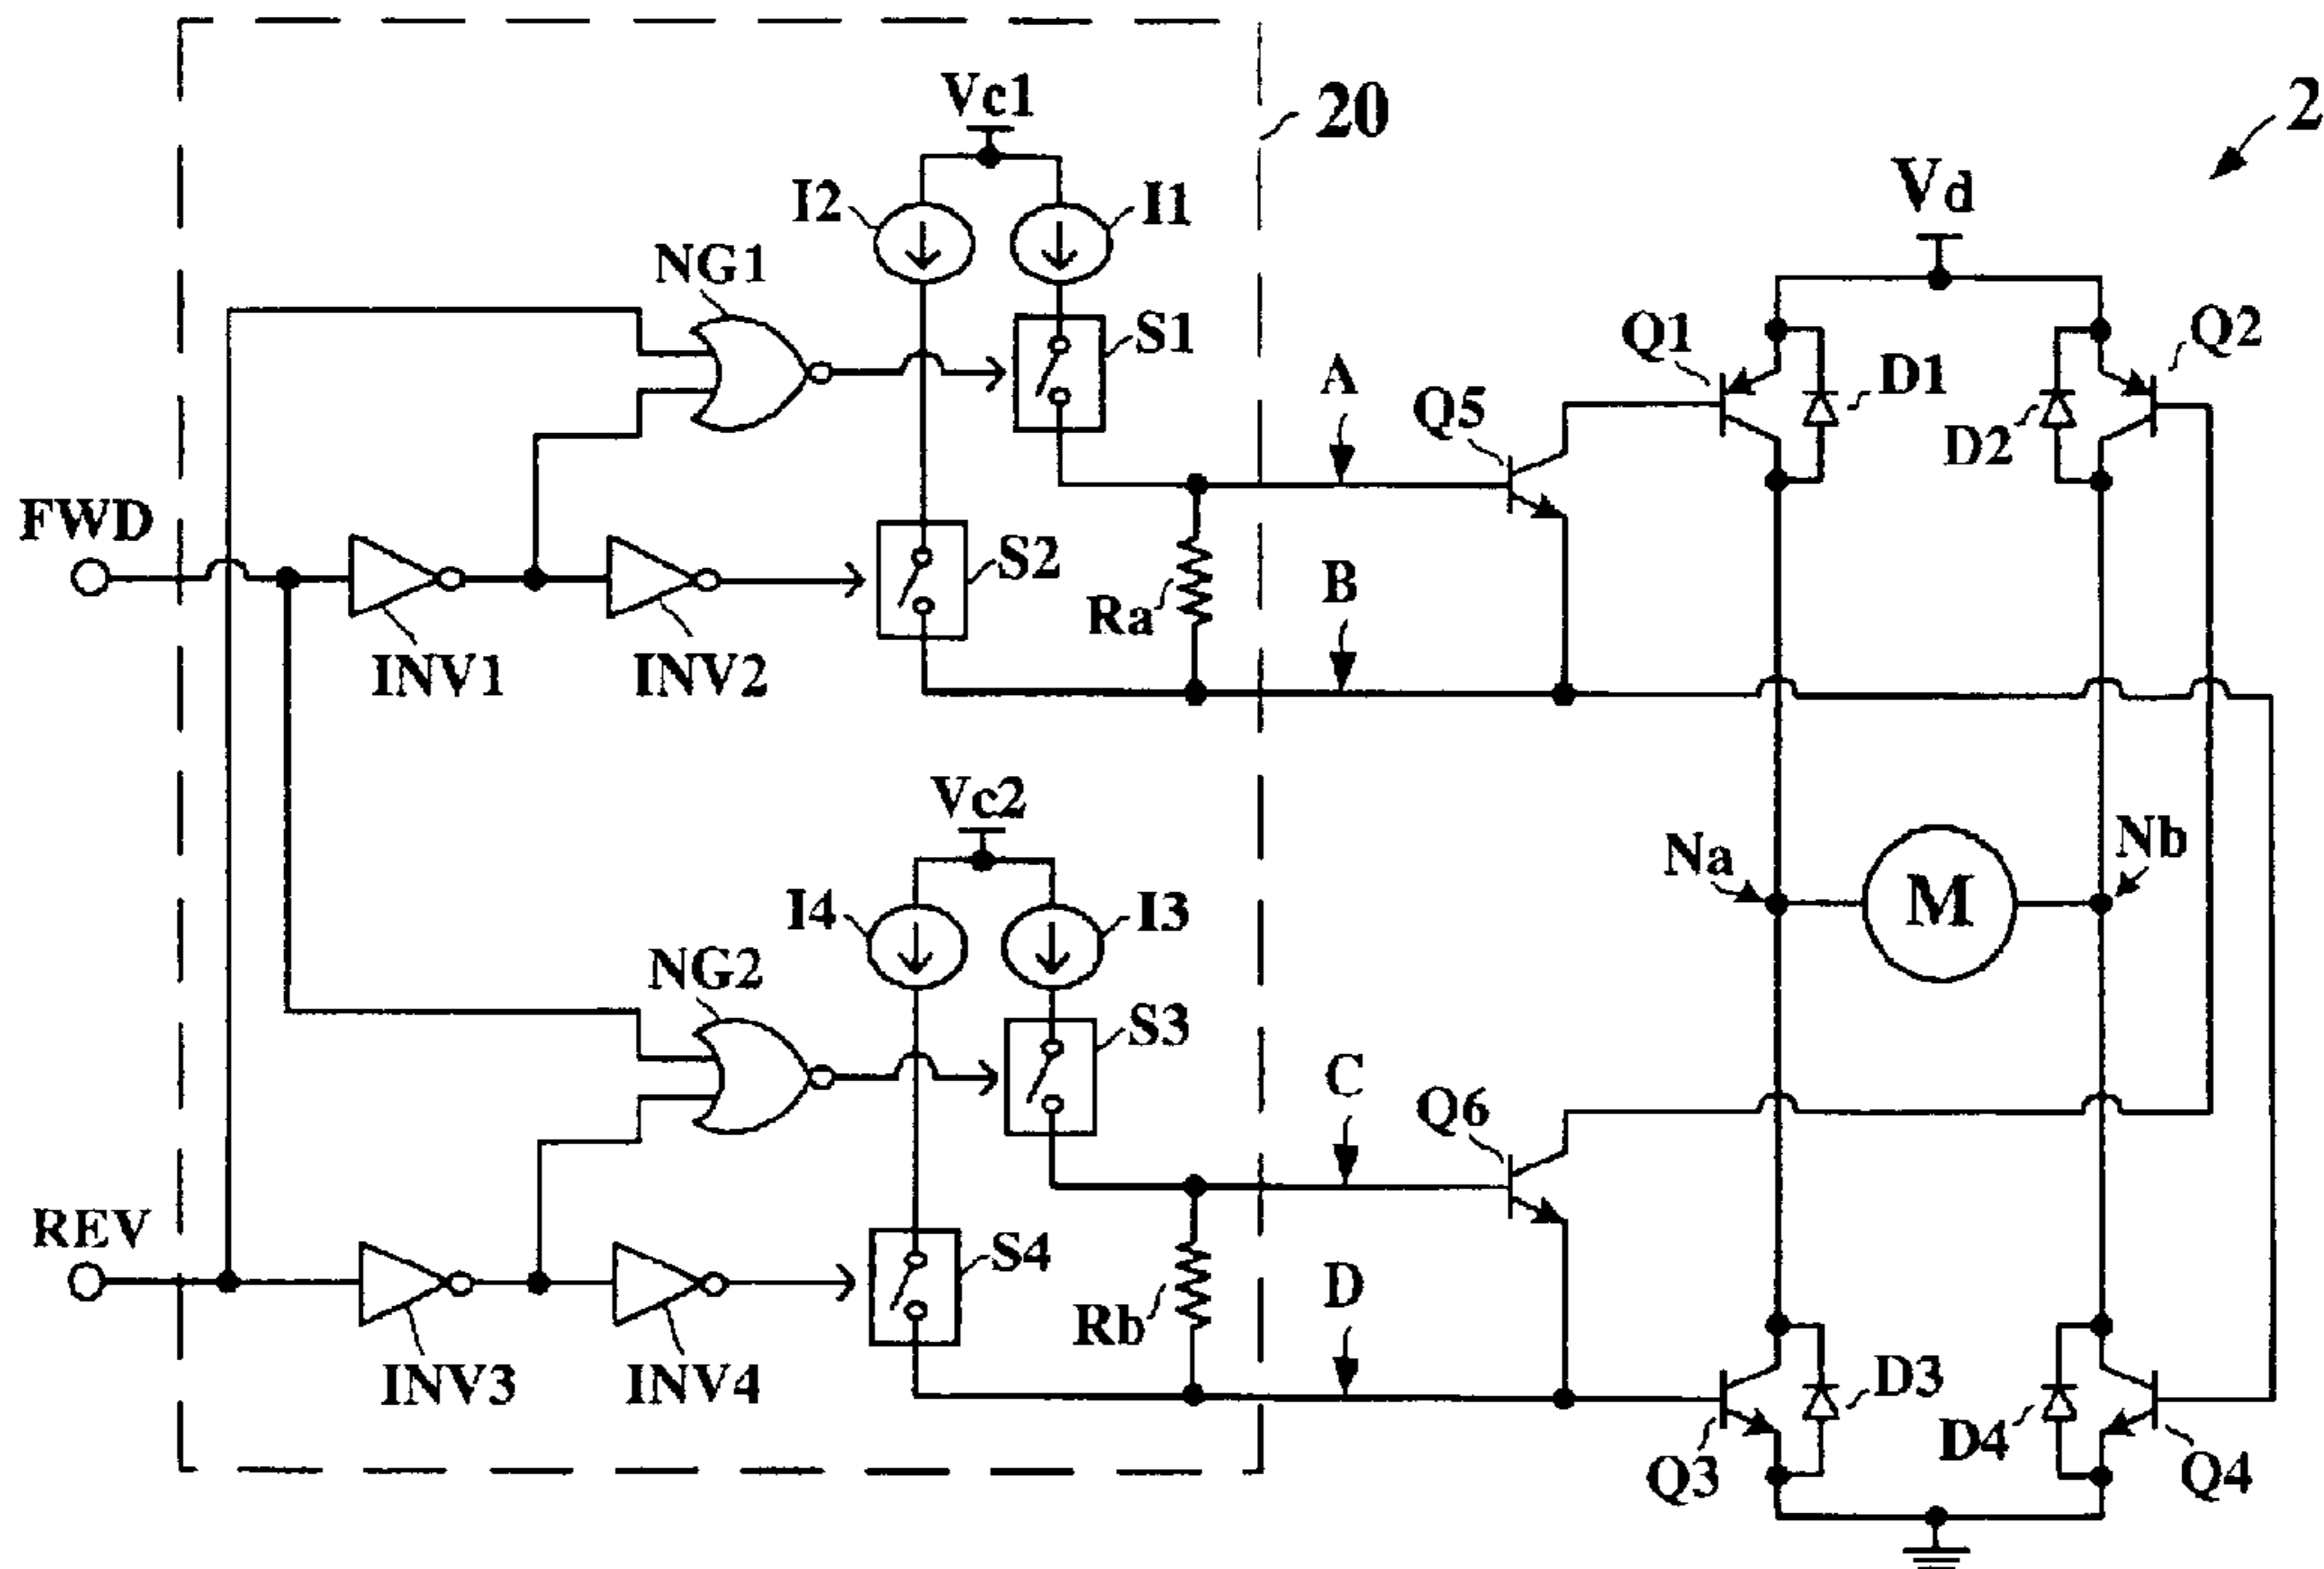 Vc1
20
2
I2
I1
Vd
NG1
S1
Q1
Q2
A
D1
Q5
D2
FWD
S2
B
Ra
INV1
INV2
Vc2
Na
Nb
M
I4
I3
NG2
S3
C
Q6
REV
S4
D
Rb
INV3
INV4
D3
D4
Q3
Q4